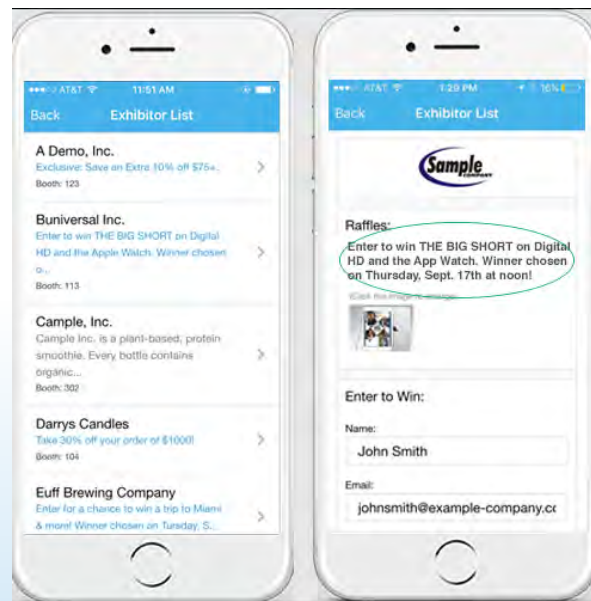 AT&T 11:51 AM
Back Exhibitor List
A Demo, Inc.
Exclusive: Save an Extra 10% off $75+.
Booth: 123
Buniversal Inc.
Enter to win THE BIG SHORT on Digital
HD and the Apple Watch. Winner chosen
o...
Booth: 113
Cample, Inc.
Cample Inc. is a plant-based, protein
smoothie. Every bottle contains
organic...
Booth: 302
Darrys Candles
Take 30% off your order of $1000!
Booth: 104
Euff Brewing Company
Enter for a chance to win a trip to Miami
& more! Winner chosen on Tursday, S...
AT&T 1:29 PM 16%
Back Exhibitor List
Sample
COMPANY
Raffles:
Enter to win THE BIG SHORT on Digital
HD and the App Watch. Winner chosen
on Thursday, Sept. 17th at noon!
(Click the image to enlarge)
Enter to Win:
Name:
John Smith
Email:
johnsmith@example-company.cc